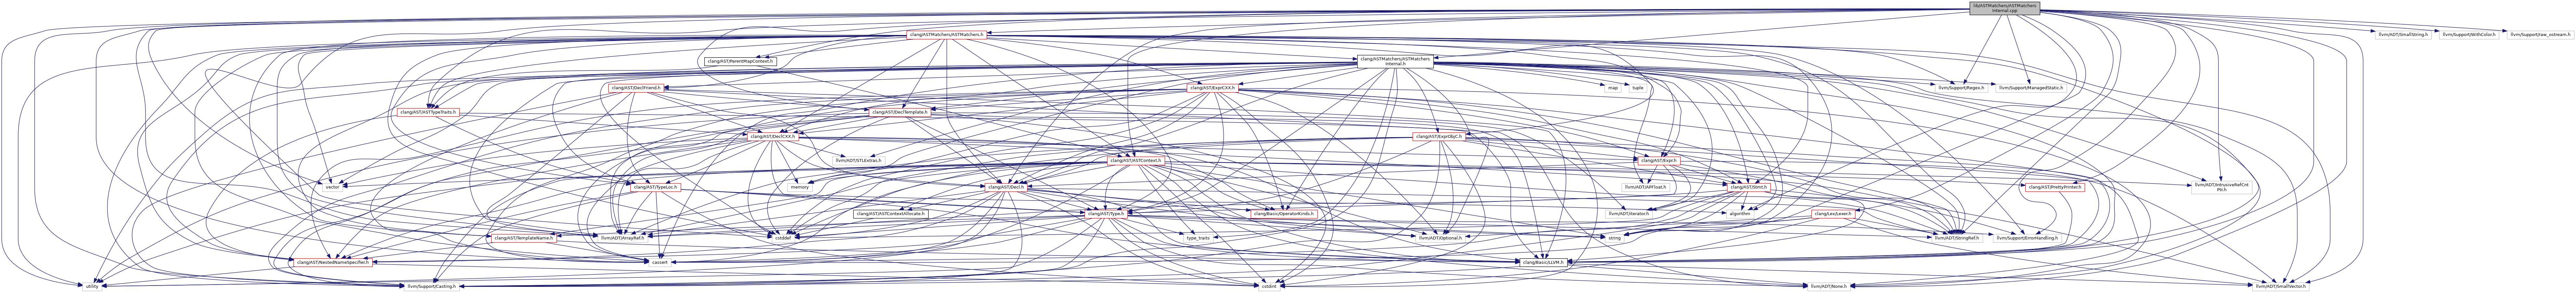 lib/ASTMatchers/ASTMatchers
Internal.cpp
clang/ASTMatchers/ASTMatchers.h
llvm/ADT/SmallString.h
llvm/Support/WithColor.h
llvm/Support/raw_ostream.h
clang/AST/ParentMapContext.h
clang/ASTMatchers/ASTMatchers
Internal.h
clang/AST/DeclFriend.h
clang/AST/ExprCXX.h
map
tuple
llvm/Support/Regex.h
llvm/Support/ManagedStatic.h
clang/AST/ASTTypeTraits.h
clang/AST/DeclTemplate.h
clang/AST/DeclCXX.h
clang/AST/ExprObjC.h
llvm/ADT/STLExtras.h
clang/AST/ASTContext.h
clang/AST/Expr.h
vector
clang/AST/TypeLoc.h
memory
clang/AST/Decl.h
llvm/ADT/APFloat.h
clang/AST/Stmt.h
clang/AST/PrettyPrinter.h
llvm/ADT/IntrusiveRefCnt
Ptr.h
clang/AST/ASTContextAllocate.h
clang/AST/Type.h
clang/Basic/OperatorKinds.h
llvm/ADT/iterator.h
algorithm
clang/Lex/Lexer.h
clang/AST/TemplateName.h
llvm/ADT/ArrayRef.h
cstddef
type_traits
llvm/ADT/Optional.h
string
llvm/ADT/StringRef.h
llvm/Support/ErrorHandling.h
clang/AST/NestedNameSpecifier.h
cassert
clang/Basic/LLVM.h
utility
llvm/Support/Casting.h
cstdint
llvm/ADT/None.h
llvm/ADT/SmallVector.h